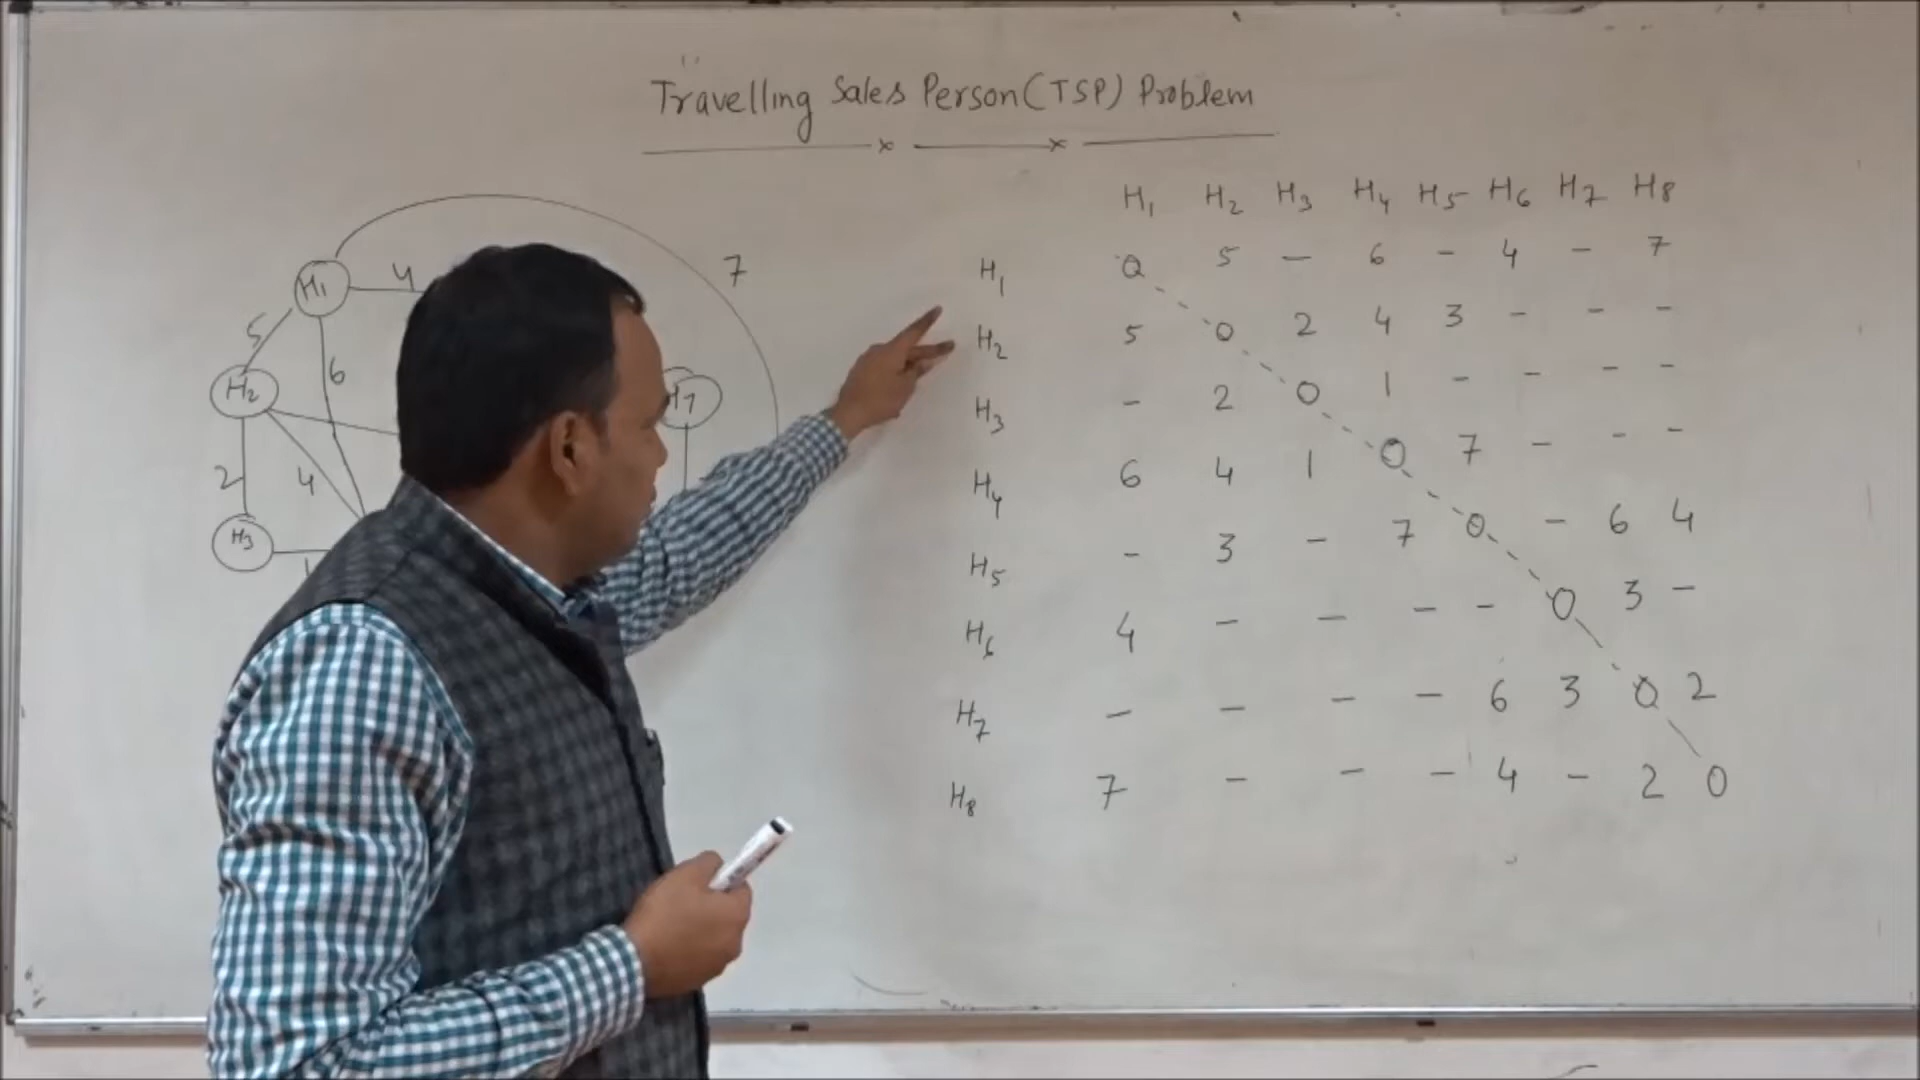 Travelling Sales Person (TSP) Problem
H1 H2 H3 H4 H5 H6 H7 H8
H1 0 5 - 6 - 4 - 7
H2 5 0 2 4 3 - - -
H3 - 2 0 1 - - - -
H4 6 4 1 0 7 - - -
H5 - 3 - 7 0 - 6 4
H6 4 - - - - 0 3 -
H7 - - - - 6 3 0 2
H8 7 - - - 4 - 2 0
7
H1 4
5
6
H2
H7
2
4
H3